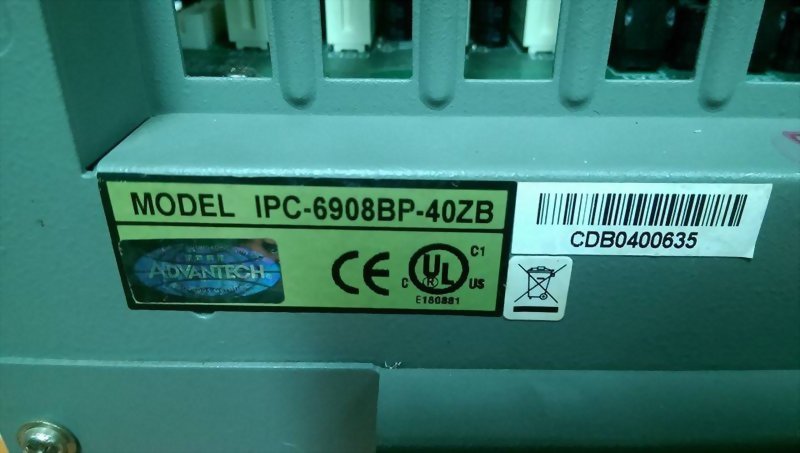 MODEL IPC-6908BP-40ZB
ADVANTECH®
CE
C UL® US
C1
E180881
CDB0400635